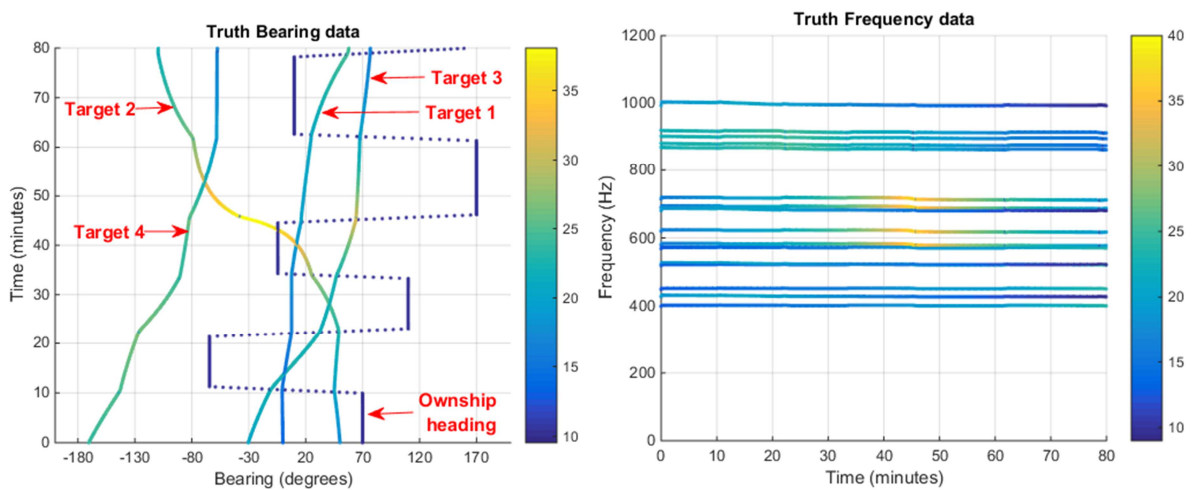 Truth Bearing data
80
70
60
50
40
30
20
10
0
Time (minutes)
-180 -130 -80 -30 20 70 120 170
Bearing (degrees)
Target 2
Target 4
Target 3
Target 1
Ownship
heading
35
30
25
20
15
10
Truth Frequency data
1200
1000
800
600
400
200
0
Frequency (Hz)
0 10 20 30 40 50 60 70 80
Time (minutes)
40
35
30
25
20
15
10